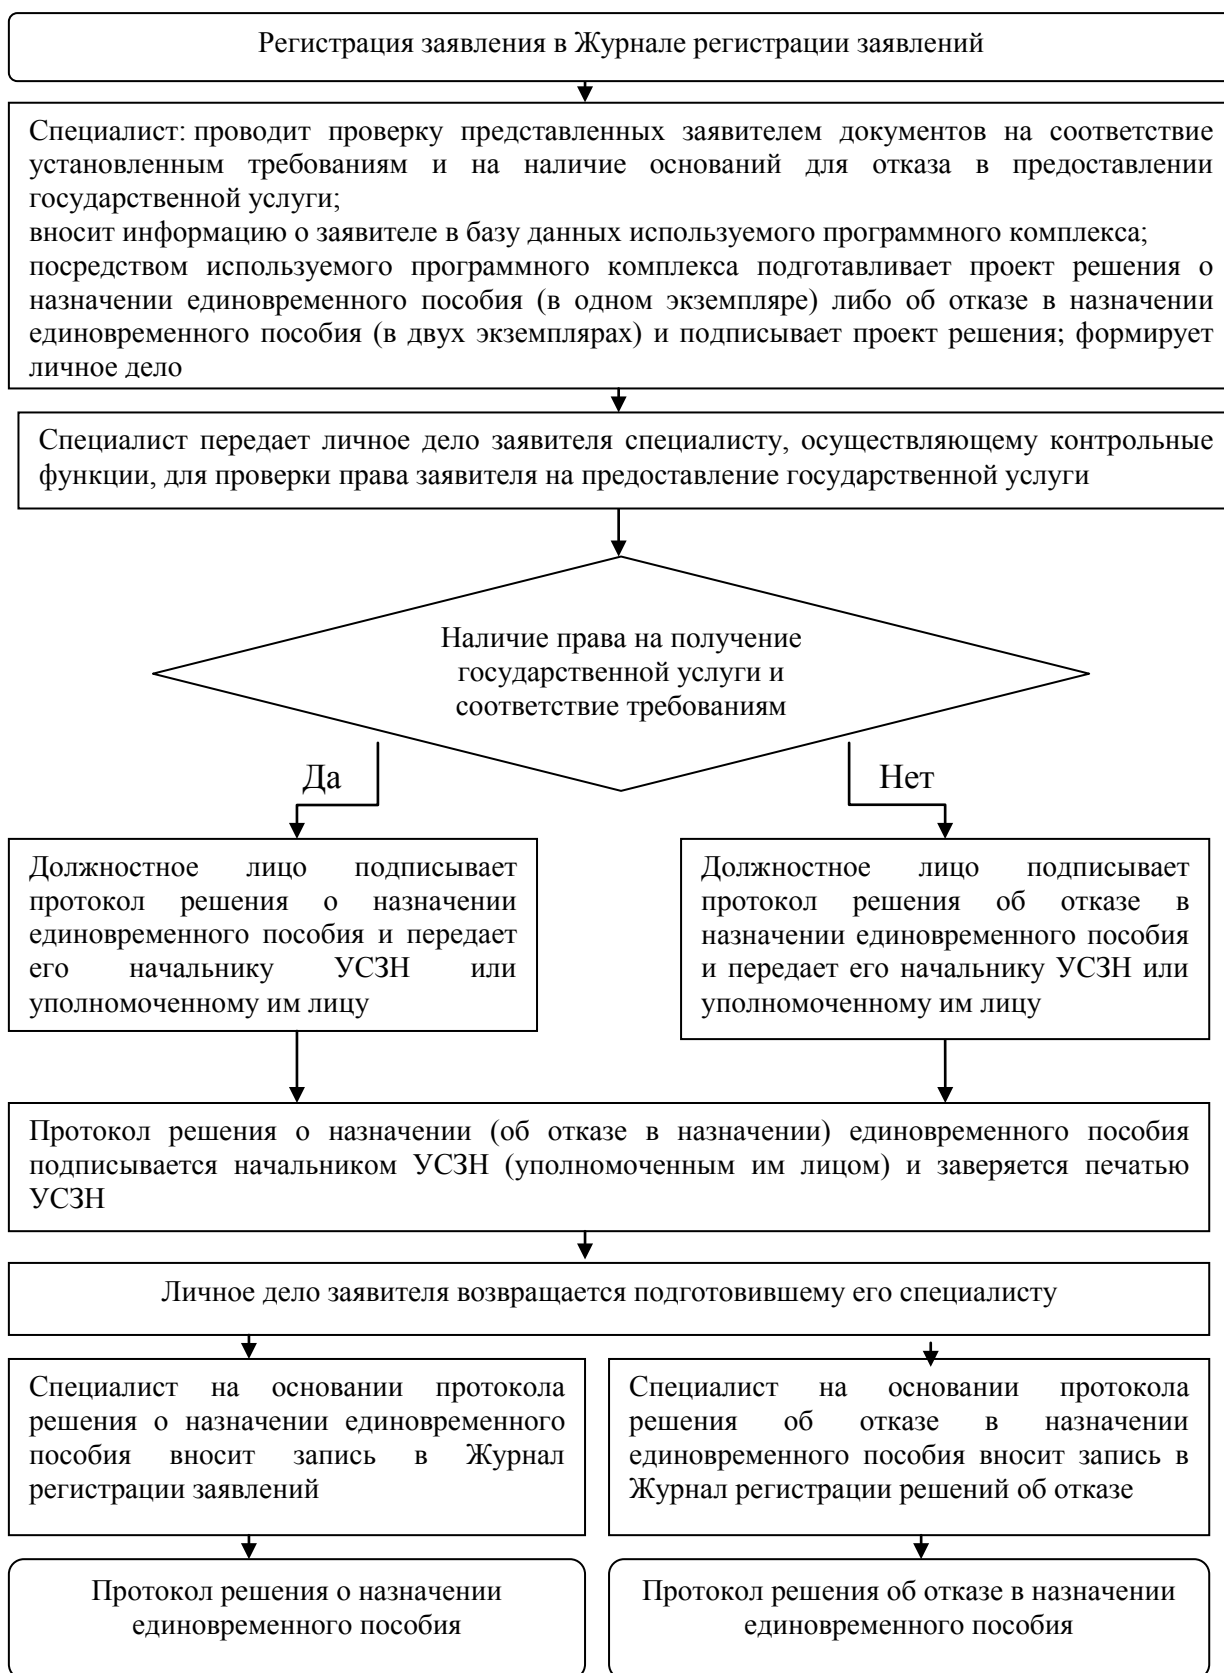 Регистрация заявления в Журнале регистрации заявлений
Специалист: проводит проверку представленных заявителем документов на соответствие
установленным требованиям и на наличие оснований для отказа в предоставлении
государственной услуги;
вносит информацию о заявителе в базу данных используемого программного комплекса;
посредством используемого программного комплекса подготавливает проект решения о
назначении единовременного пособия (в одном экземпляре) либо об отказе в назначении
единовременного пособия (в двух экземплярах) и подписывает проект решения; формирует
личное дело
Специалист передает личное дело заявителя специалисту, осуществляющему контрольные
функции, для проверки права заявителя на предоставление государственной услуги
Наличие права на получение
государственной услуги и
соответствие требованиям
Да
Нет
Должностное лицо подписывает
протокол решения о назначении
единовременного пособия и передает
его начальнику УСЗН или
уполномоченному им лицу
Должностное лицо подписывает
протокол решения об отказе в
назначении единовременного пособия
и передает его начальнику УСЗН или
уполномоченному им лицу
Протокол решения о назначении (об отказе в назначении) единовременного пособия
подписывается начальником УСЗН (уполномоченным им лицом) и заверяется печатью
УСЗН
Личное дело заявителя возвращается подготовившему его специалисту
Специалист на основании протокола
решения о назначении единовременного
пособия вносит запись в Журнал
регистрации заявлений
Специалист на основании протокола
решения об отказе в назначении
единовременного пособия вносит запись в
Журнал регистрации решений об отказе
Протокол решения о назначении
единовременного пособия
Протокол решения об отказе в назначении
единовременного пособия